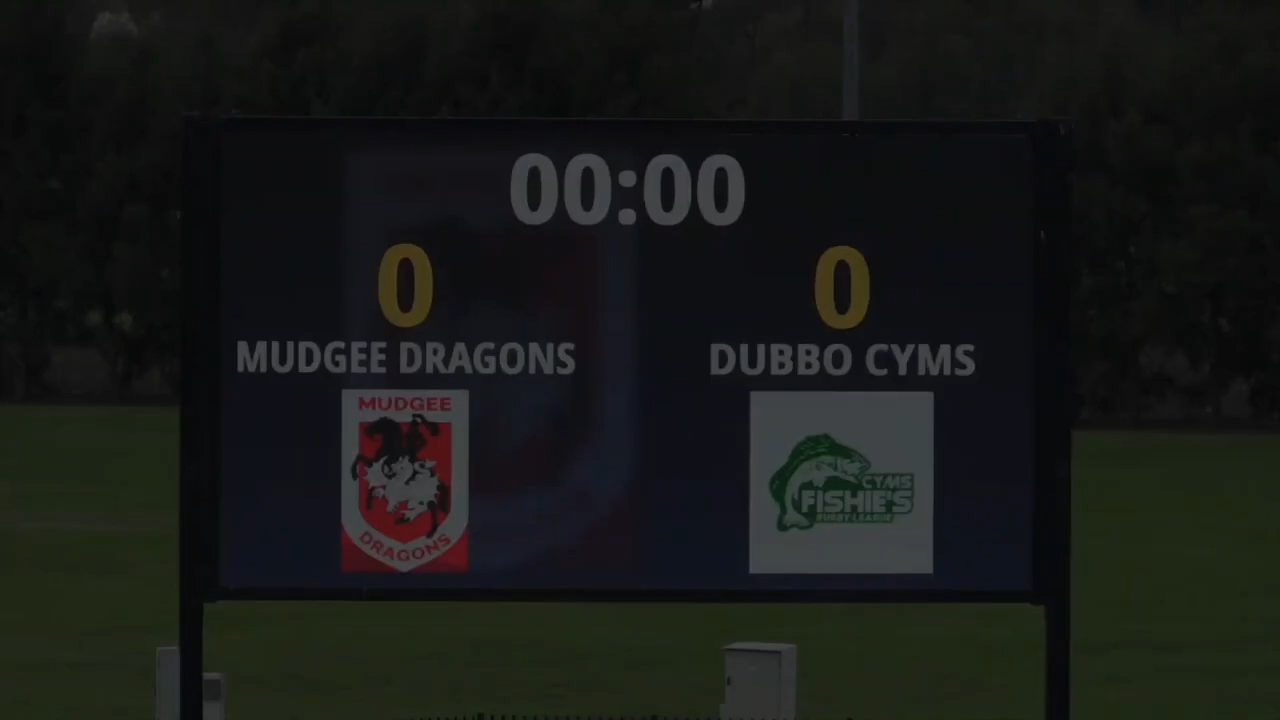 00:00
0
0
MUDGEE DRAGONS
DUBBO CYMS
MUDGEE
DRAGONS
CYMS
FISHIE'S
RUGBY LEAGUE